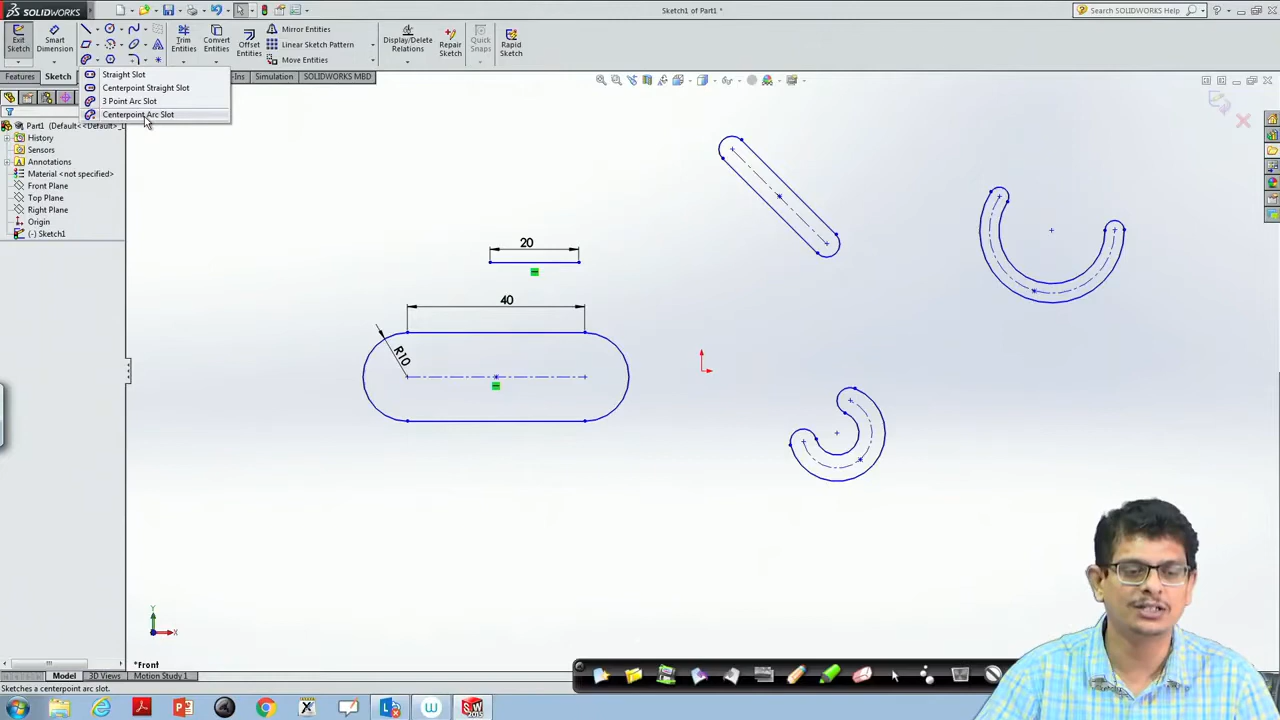 SOLIDWORKS
Sketch1 of Part1 *
Search SOLIDWORKS
Exit Sketch
Smart Dimension
Trim Entities
Convert Entities
Offset Entities
Mirror Entities
Linear Sketch Pattern
Move Entities
Display/Delete Relations
Repair Sketch
Quick Snaps
Rapid Sketch
Features
Sketch
-Ins
Simulation
SOLIDWORKS MBD
Straight Slot
Centerpoint Straight Slot
3 Point Arc Slot
Centerpoint Arc Slot
Part1 (Default<<Default>_D
History
Sensors
Annotations
Material <not specified>
Front Plane
Top Plane
Right Plane
Origin
(-) Sketch1
20
40
R10
Y
X
*Front
Model
3D Views
Motion Study 1
Sketches a centerpoint arc slot.